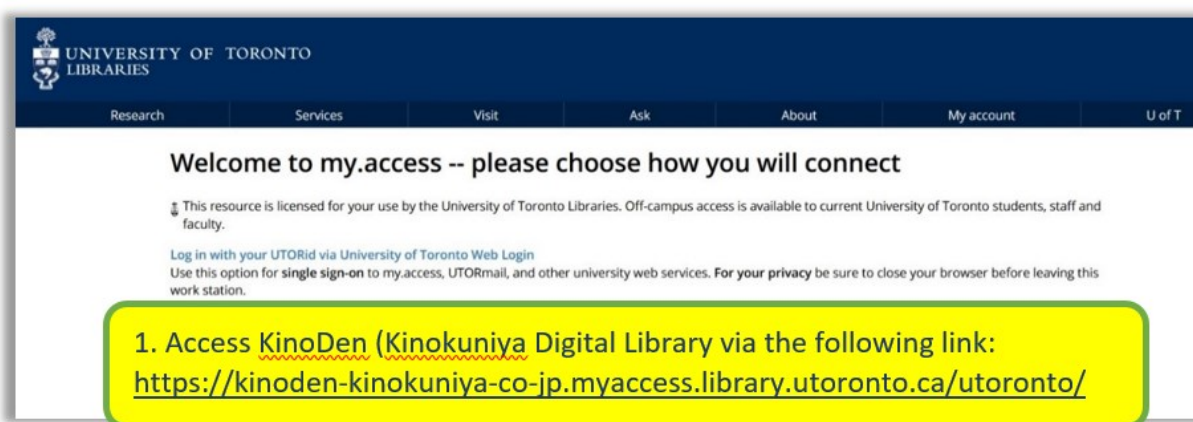 UNIVERSITY OF TORONTO
LIBRARIES
Research Services Visit Ask About My account U of T
Welcome to my.access -- please choose how you will connect
This resource is licensed for your use by the University of Toronto Libraries. Off-campus access is available to current University of Toronto students, staff and
faculty.
Log in with your UTORid via University of Toronto Web Login
Use this option for single sign-on to my.access, UTORmail, and other university web services. For your privacy be sure to close your browser before leaving this
work station.
1. Access KinoDen (Kinokuniya Digital Library via the following link:
https://kinoden-kinokuniya-co-jp.myaccess.library.utoronto.ca/utoronto/